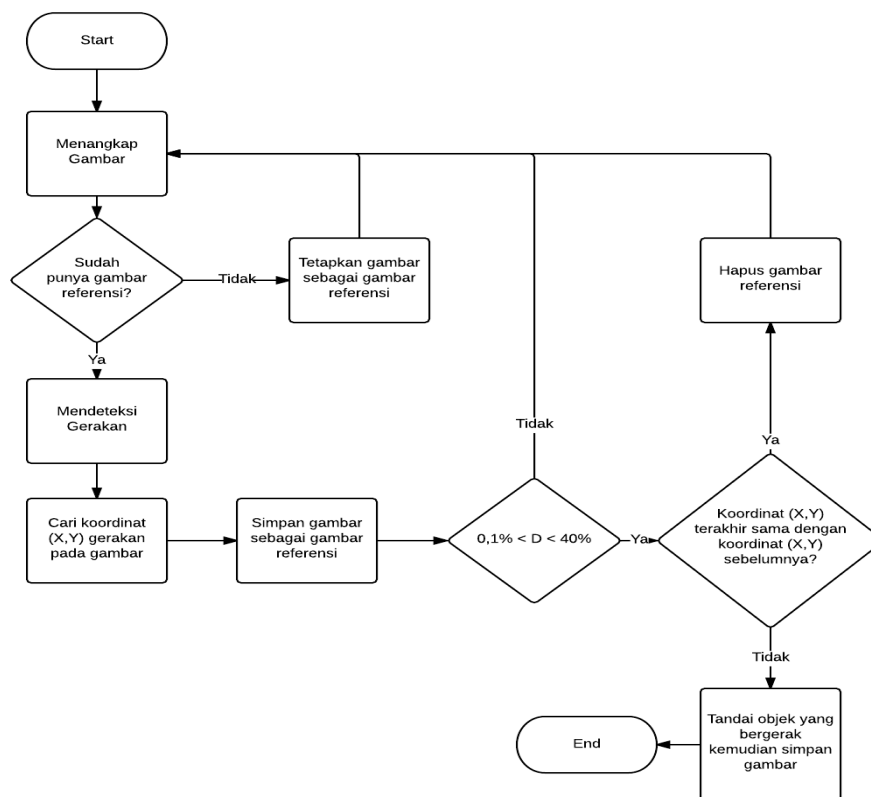 Start
Menangkap
Gambar
Sudah
punya gambar
referensi?
Tidak
Tetapkan gambar
sebagai gambar
referensi
Hapus gambar
referensi
Ya
Mendeteksi
Gerakan
Tidak
Ya
Cari koordinat
(X,Y) gerakan
pada gambar
Simpan gambar
sebagai gambar
referensi
0,1% < D < 40%
Ya
Koordinat (X,Y)
terakhir sama dengan
koordinat (X,Y)
sebelumnya?
Tidak
Tandai objek yang
bergerak
kemudian simpan
gambar
End